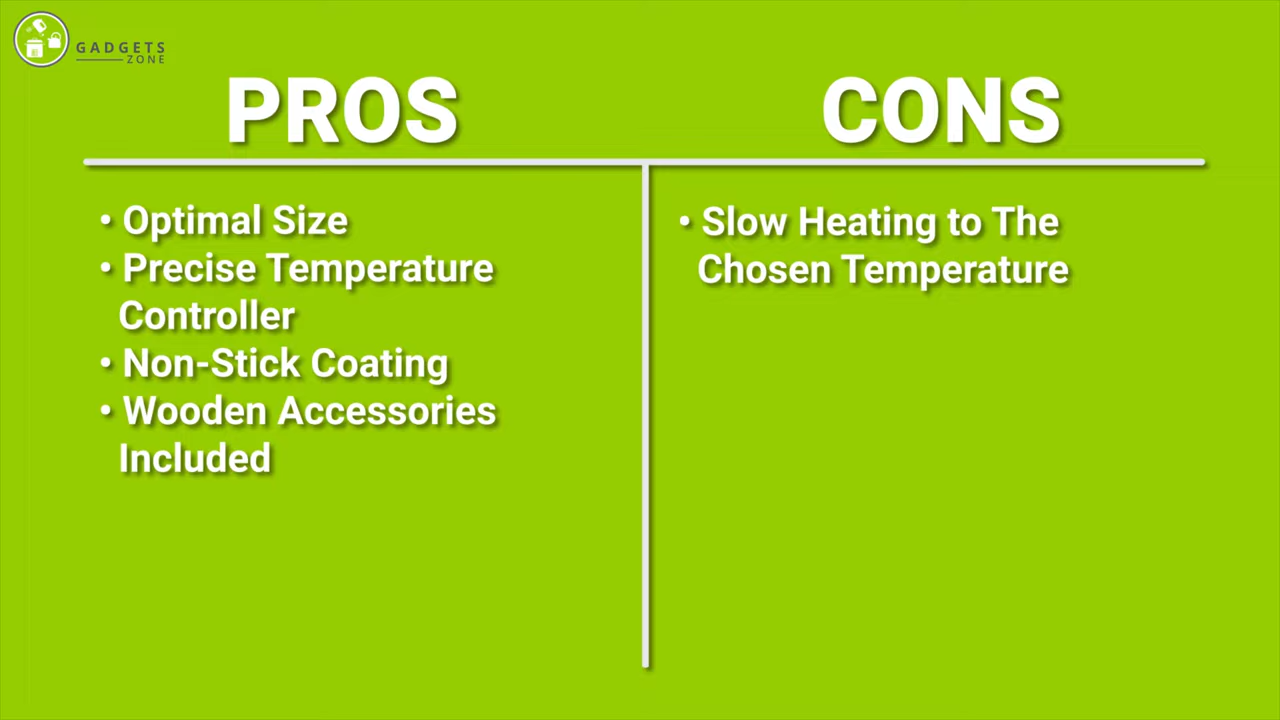 GADGETS
ZONE
PROS
• Optimal Size
• Precise Temperature
Controller
• Non-Stick Coating
• Wooden Accessories
Included
CONS
• Slow Heating to The
Chosen Temperature